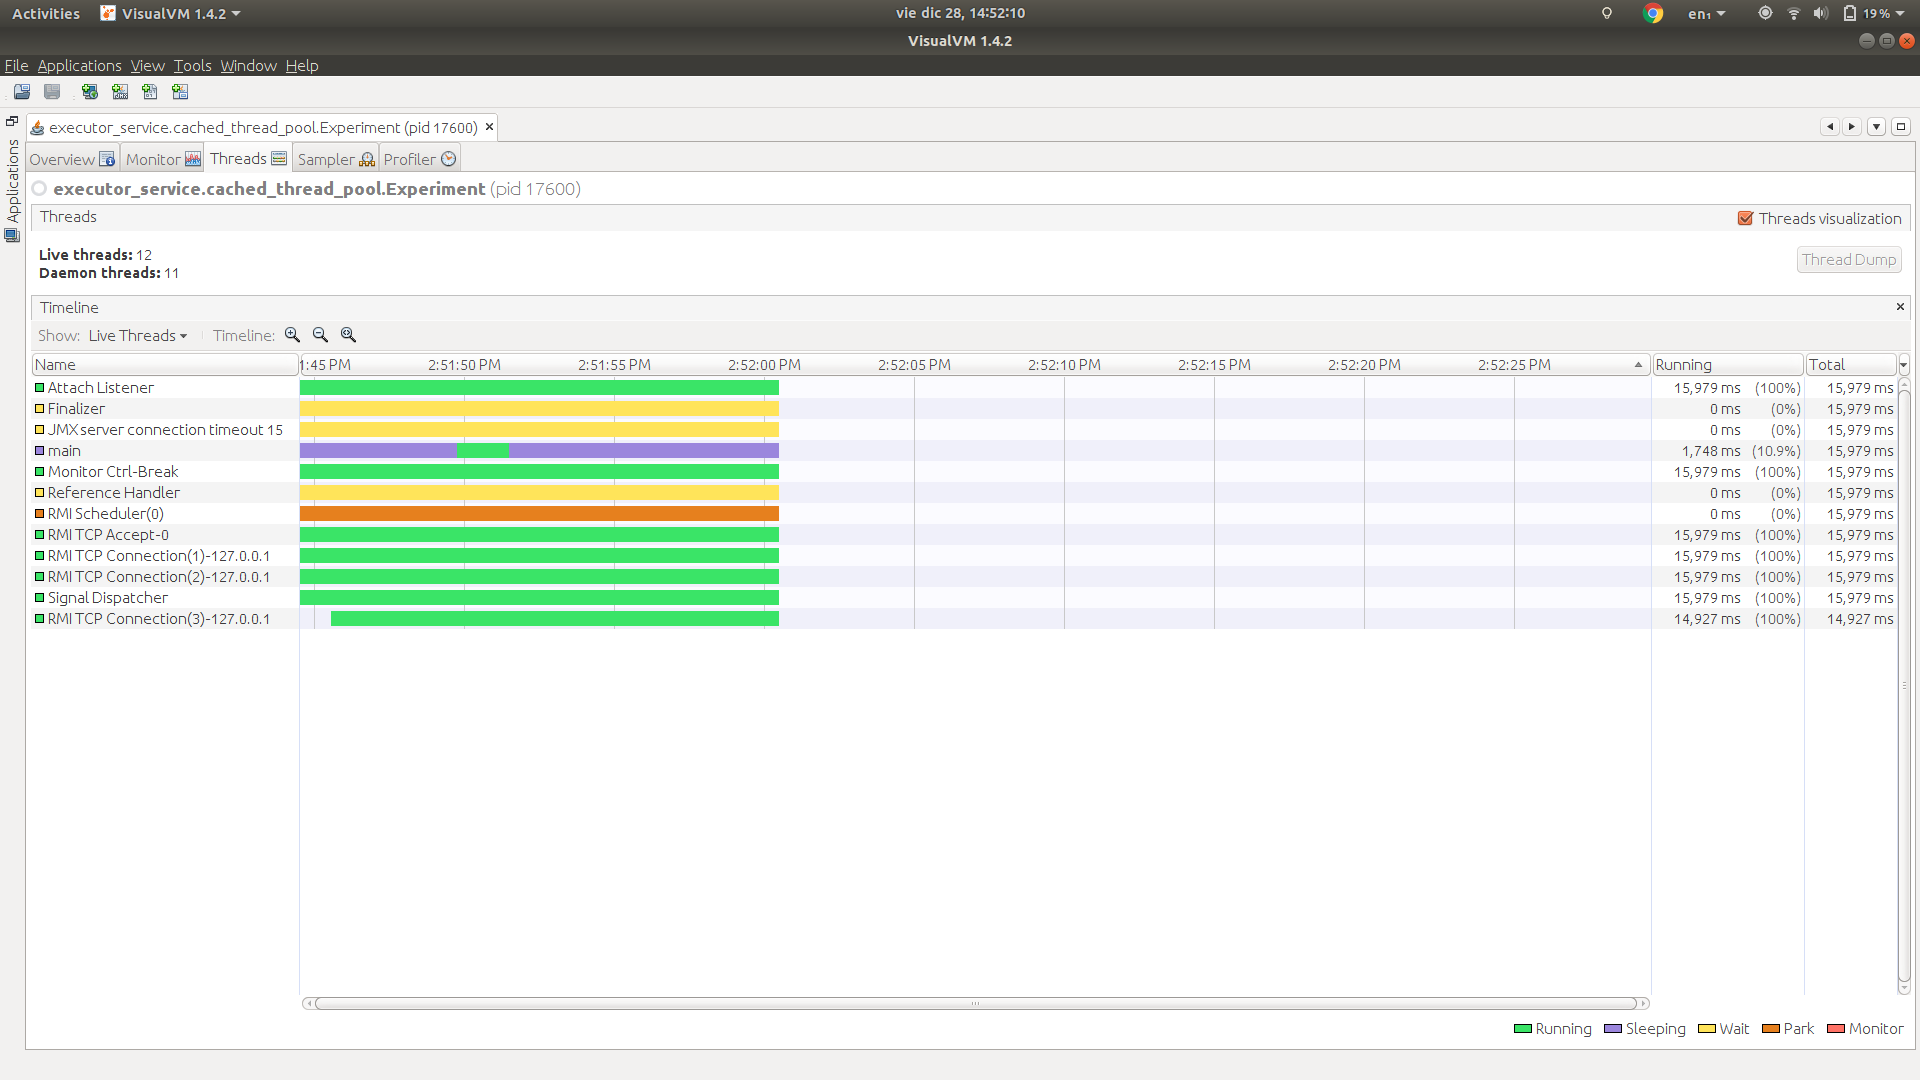 Activities VisualVM 1.4.2 vie dic 28, 14:52:10 en₁ 19 %
VisualVM 1.4.2
File Applications View Tools Window Help
executor_service.cached_thread_pool.Experiment (pid 17600)
Applications
Overview Monitor Threads Sampler Profiler
executor_service.cached_thread_pool.Experiment (pid 17600)
Threads Threads visualization
Live threads: 12
Daemon threads: 11
Thread Dump
Timeline
Show: Live Threads Timeline:
Name 1:45 PM 2:51:50 PM 2:51:55 PM 2:52:00 PM 2:52:05 PM 2:52:10 PM 2:52:15 PM 2:52:20 PM 2:52:25 PM Running Total
Attach Listener 15,979 ms (100%) 15,979 ms
Finalizer 0 ms (0%) 15,979 ms
JMX server connection timeout 15 0 ms (0%) 15,979 ms
main 1,748 ms (10.9%) 15,979 ms
Monitor Ctrl-Break 15,979 ms (100%) 15,979 ms
Reference Handler 0 ms (0%) 15,979 ms
RMI Scheduler(0) 0 ms (0%) 15,979 ms
RMI TCP Accept-0 15,979 ms (100%) 15,979 ms
RMI TCP Connection(1)-127.0.0.1 15,979 ms (100%) 15,979 ms
RMI TCP Connection(2)-127.0.0.1 15,979 ms (100%) 15,979 ms
Signal Dispatcher 15,979 ms (100%) 15,979 ms
RMI TCP Connection(3)-127.0.0.1 14,927 ms (100%) 14,927 ms
Running Sleeping Wait Park Monitor